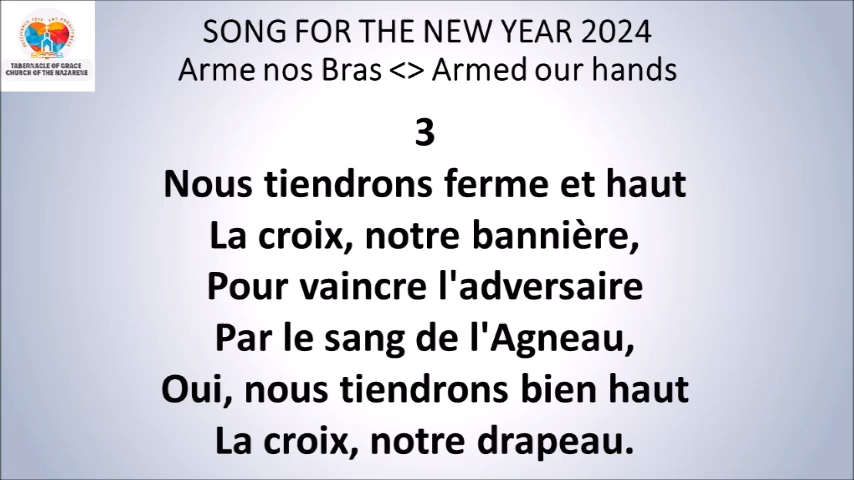 TABERNACLE OF GRACE
CHURCH OF THE NAZARENE
SONG FOR THE NEW YEAR 2024
Arme nos Bras <> Armed our hands
3
Nous tiendrons ferme et haut
La croix, notre bannière,
Pour vaincre l'adversaire
Par le sang de l'Agneau,
Oui, nous tiendrons bien haut
La croix, notre drapeau.